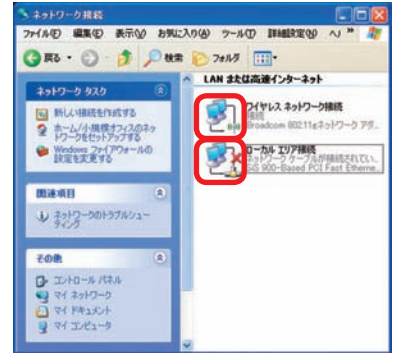 ネットワーク接続
ファイル(F) 編集(E) 表示(V) お気に入り(A) ツール(T) 詳細設定(N) ヘ)
戻る 検索 フォルダ
LAN または高速インターネット
ネットワーク タスク
新しい接続を作成する
ホーム/小規模オフィスのネッ
トワークをセットアップする
Windows ファイアウォールの
設定を変更する
ワイヤレス ネットワーク接続
接続
Broadcom 802.11g ネットワーク アダ..
ローカル エリア接続
ネットワーク ケーブルが接続されてい...
SiS 900-Based PCI Fast Etherne...
関連項目
ネットワークのトラブルシュー
ティング
その他
コントロール パネル
マイ ネットワーク
マイ ドキュメント
マイ コンピュータ